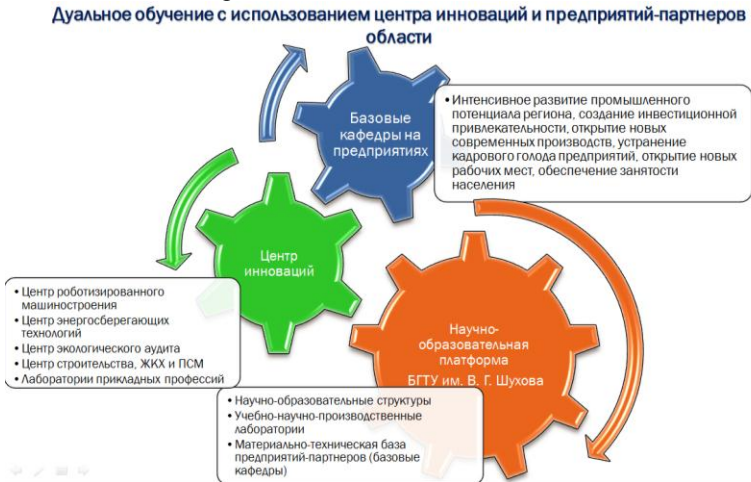 Дуальное обучение с использованием центра инноваций и предприятий-партнеров
области
Базовые
кафедры на
предприятиях
• Интенсивное развитие промышленного
потенциала региона, создание инвестиционной
привлекательности, открытие новых
современных производств, устранение
кадрового голода предприятий, открытие новых
рабочих мест, обеспечение занятости
населения
Центр
инноваций
• Центр роботизированного
машиностроения
• Центр энергосберегающих
технологий
• Центр экологического аудита
• Центр строительства, ЖКХ и ПСМ
• Лаборатории прикладных профессий
Научно-
образовательная
платформа
БГТУ им. В. Г. Шухова
• Научно-образовательные структуры
• Учебно-научно-производственные
лаборатории
• Материально-техническая база
предприятий-партнеров (базовые
кафедры)